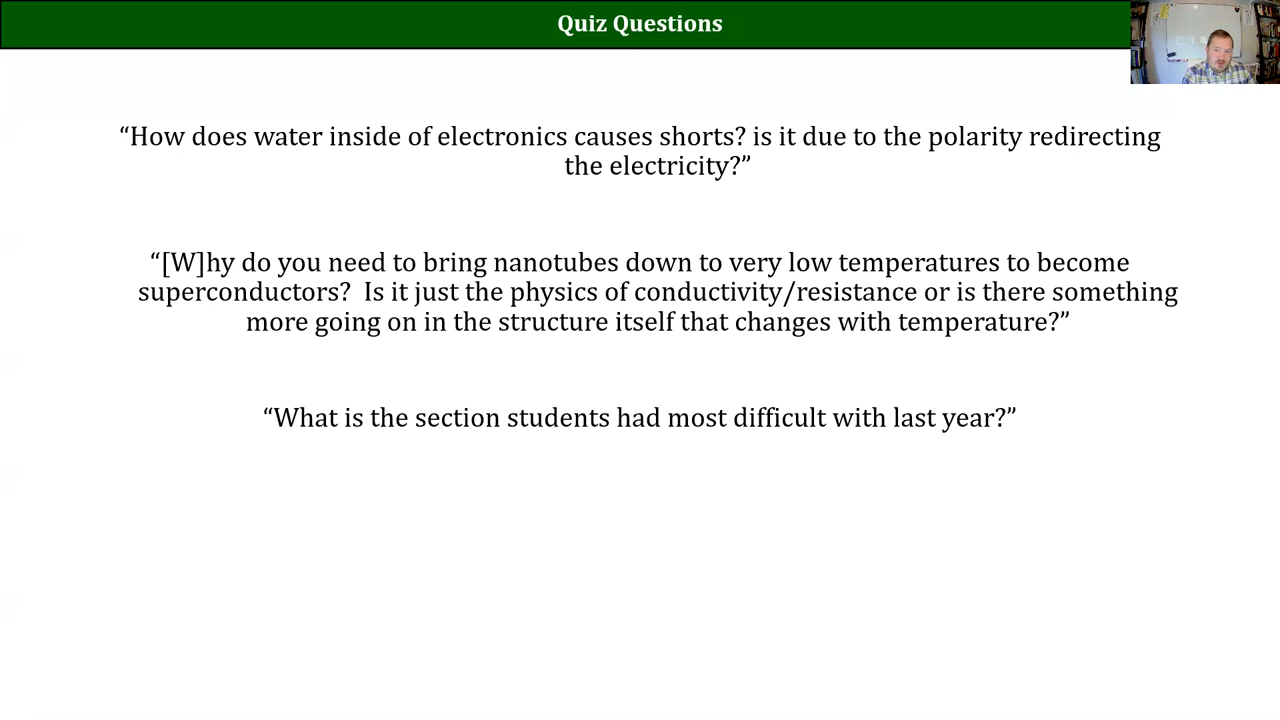 Quiz Questions
“How does water inside of electronics causes shorts? is it due to the polarity redirecting
the electricity?”
“[W]hy do you need to bring nanotubes down to very low temperatures to become
superconductors?  Is it just the physics of conductivity/resistance or is there something
more going on in the structure itself that changes with temperature?”
“What is the section students had most difficult with last year?”